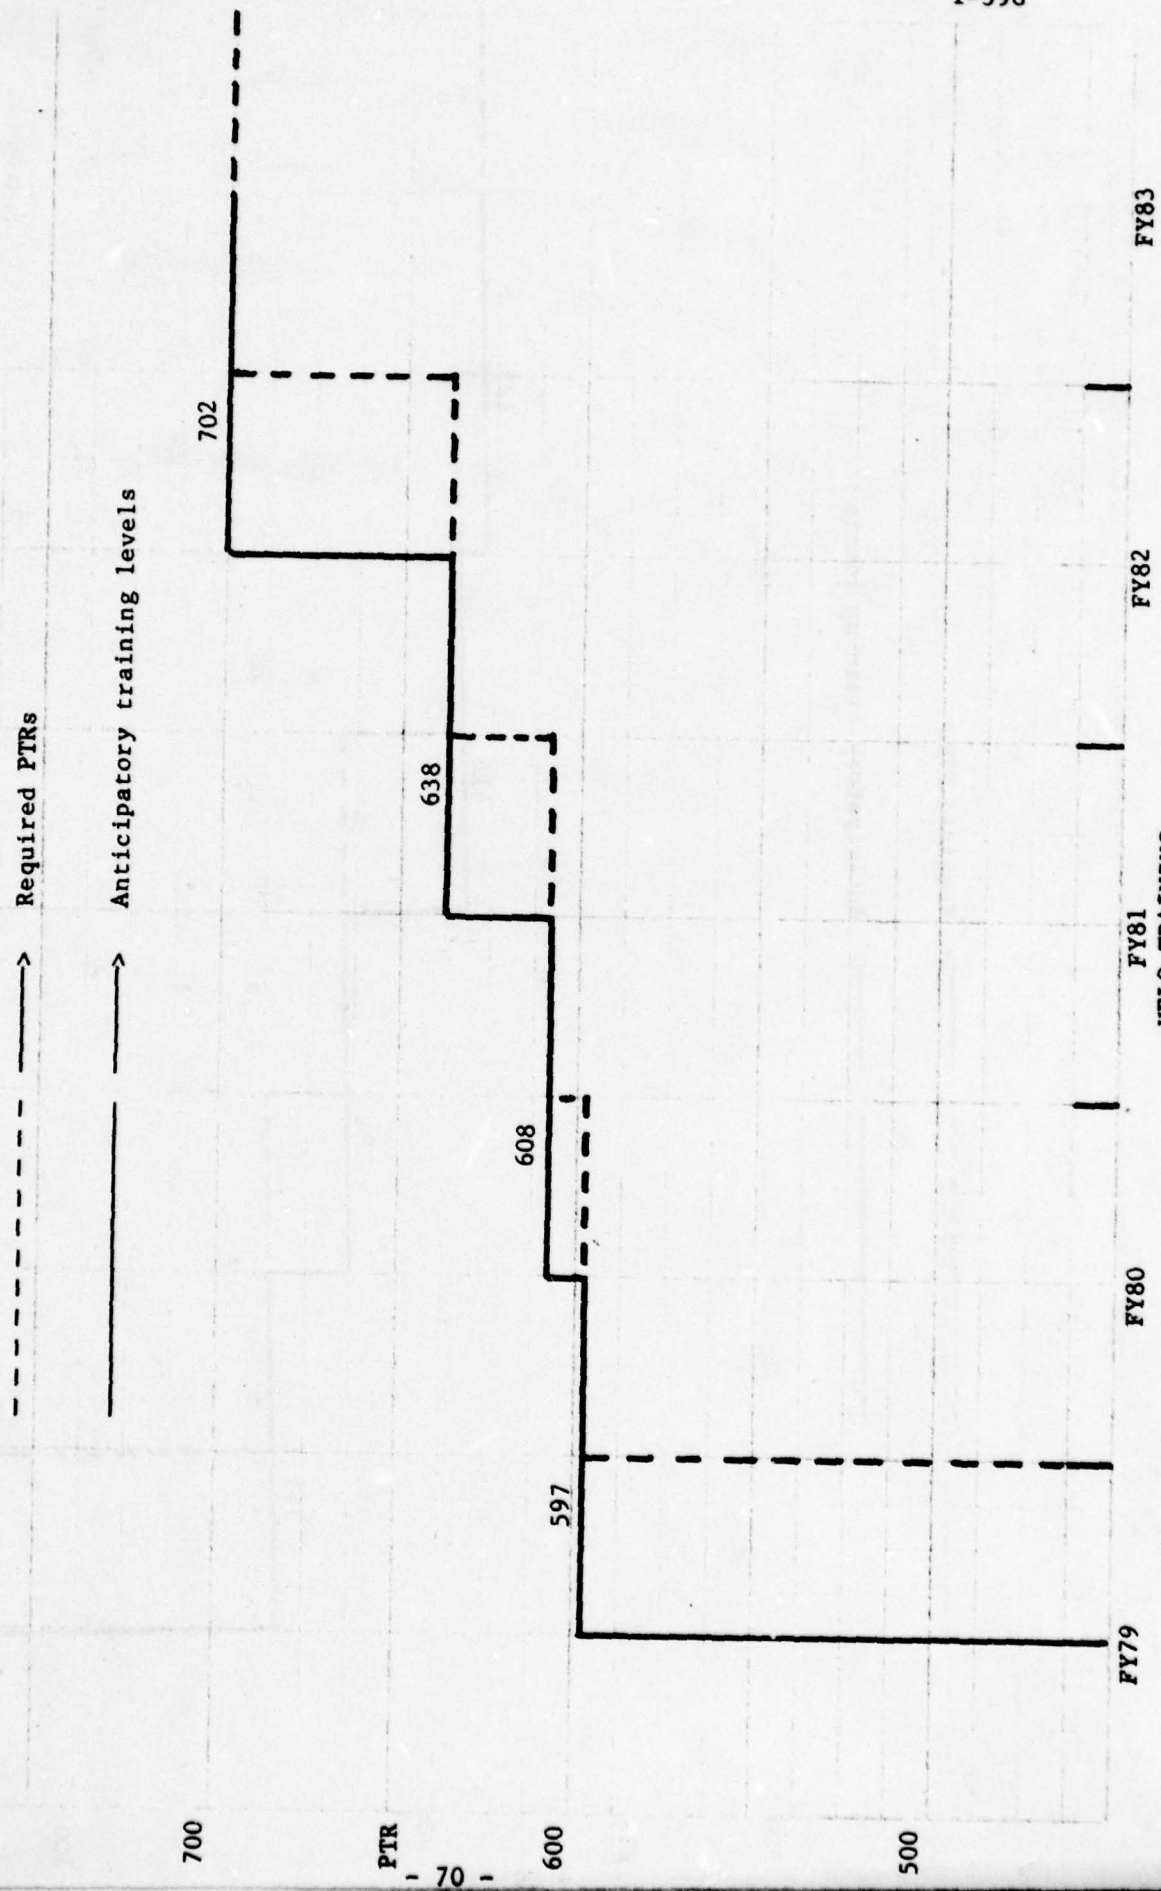 Required PTRs
Anticipatory training levels
700
702
PTR
638
600
608
597
500
FY79
FY80
FY81
FY82
FY83
- 70 -